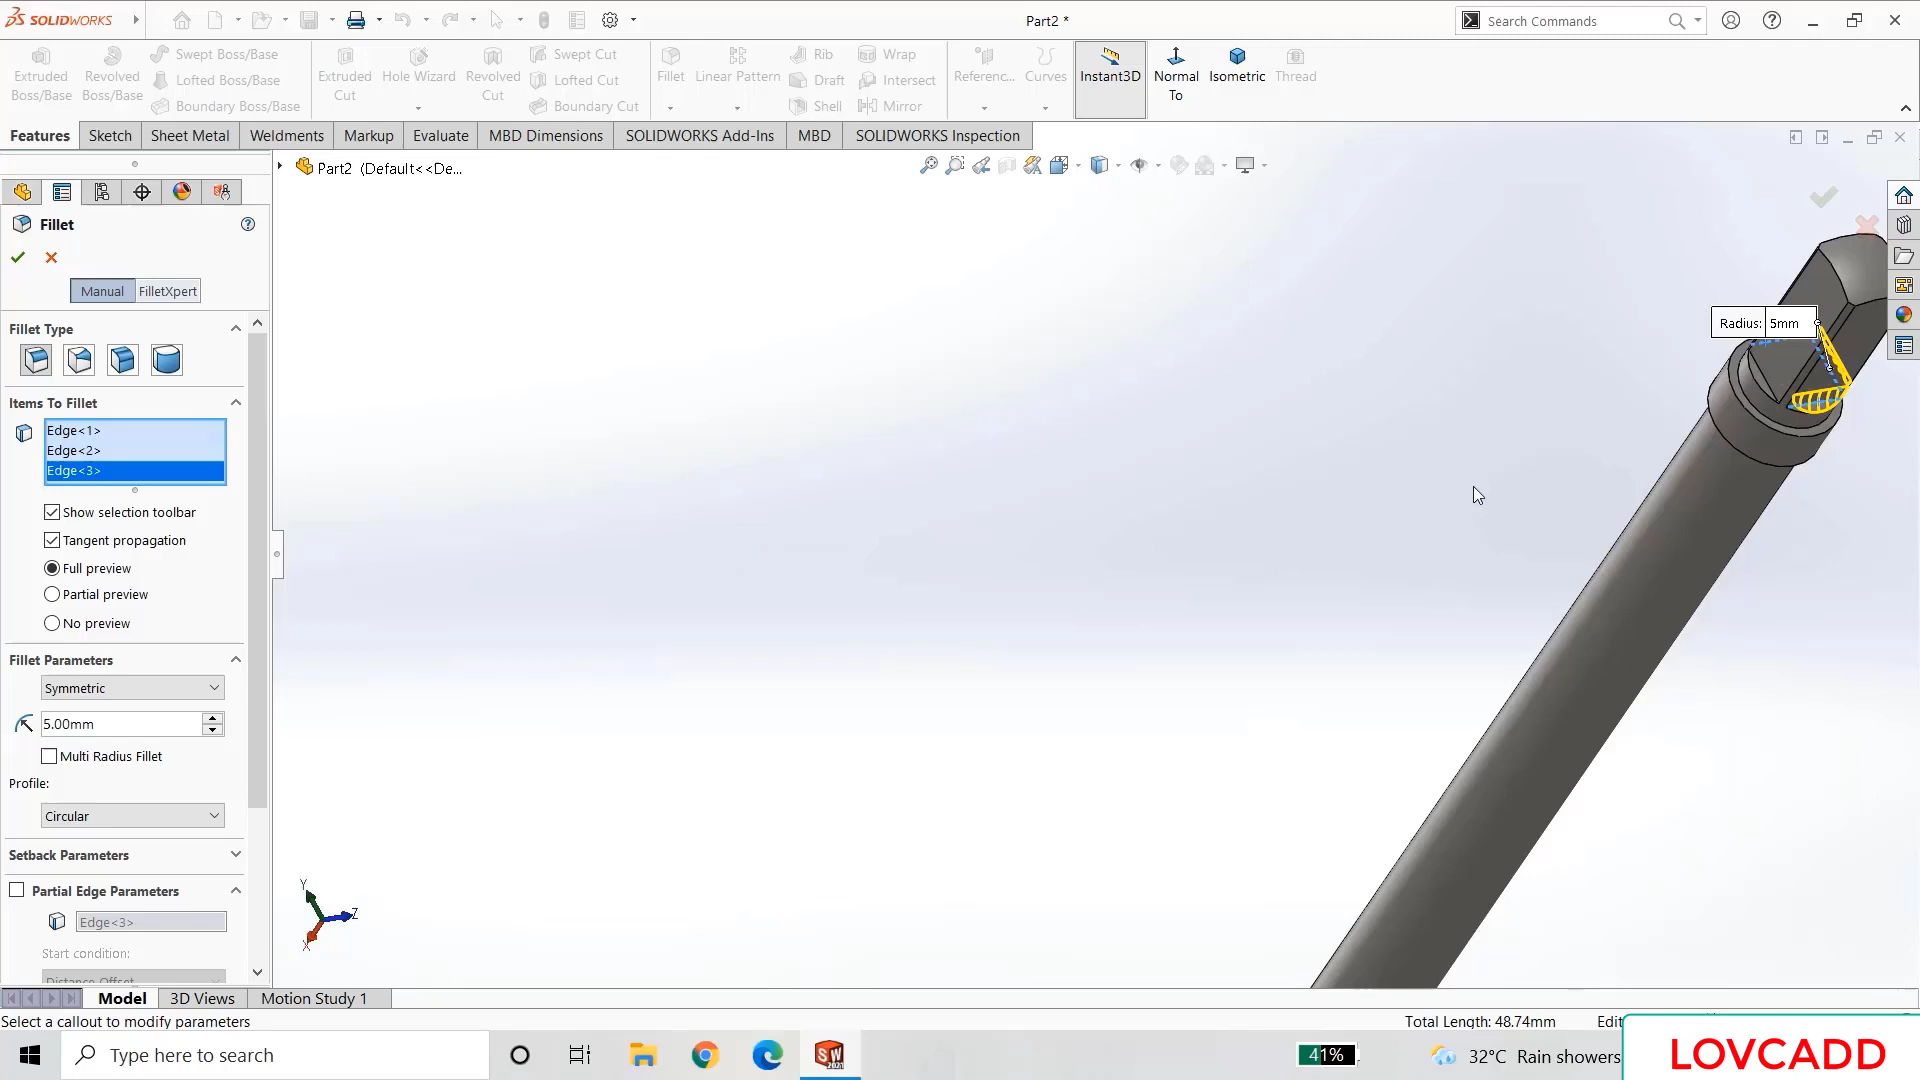 SOLIDWORKS
Part2 *
Search Commands
Extruded Boss/Base
Revolved Boss/Base
Swept Boss/Base
Lofted Boss/Base
Boundary Boss/Base
Extruded Cut
Hole Wizard
Revolved Cut
Swept Cut
Lofted Cut
Boundary Cut
Fillet
Linear Pattern
Rib
Draft
Shell
Wrap
Intersect
Mirror
Referenc...
Curves
Instant3D
Normal To
Isometric
Thread
Features
Sketch
Sheet Metal
Weldments
Markup
Evaluate
MBD Dimensions
SOLIDWORKS Add-Ins
MBD
SOLIDWORKS Inspection
Part2 (Default<<De...
Fillet
Manual
FilletXpert
Fillet Type
Items To Fillet
Edge<1>
Edge<2>
Edge<3>
Show selection toolbar
Tangent propagation
Full preview
Partial preview
No preview
Fillet Parameters
Symmetric
5.00mm
Multi Radius Fillet
Profile:
Circular
Setback Parameters
Partial Edge Parameters
Edge<3>
Start condition:
Distance Offset
Radius: 5mm
Y
Z
X
Model
3D Views
Motion Study 1
Select a callout to modify parameters
Total Length: 48.74mm
Edit
Type here to search
SW
2021
41%
32°C Rain showers
LOVCADD